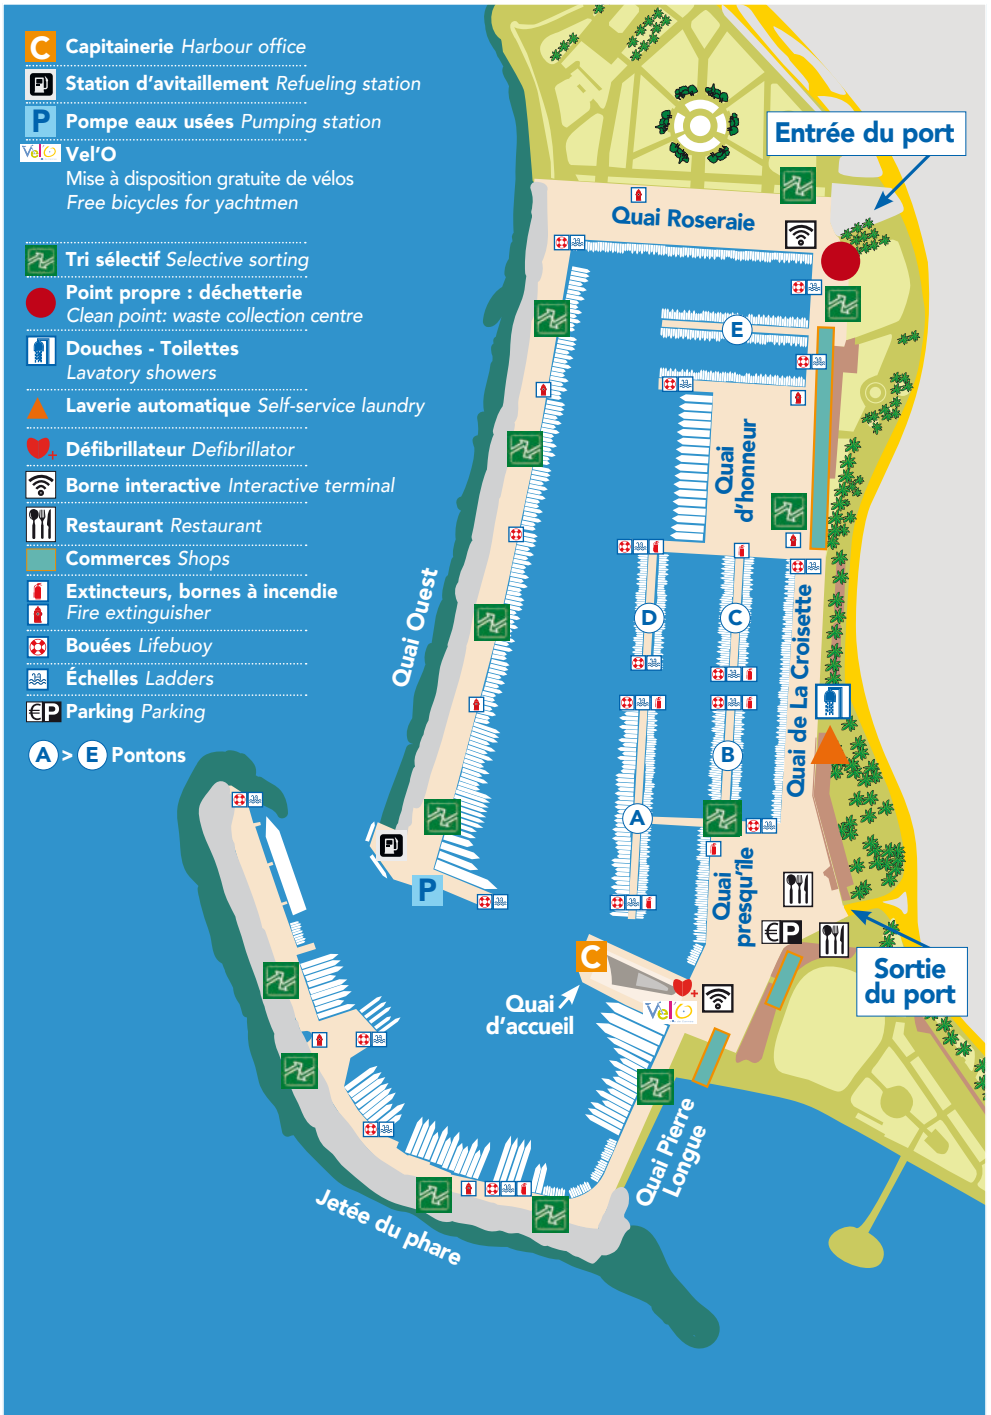 C Capitainerie Harbour office
Station d'avitaillement Refueling station
P Pompe eaux usées Pumping station
Vel'O Vel'O
Mise à disposition gratuite de vélos
Free bicycles for yachtmen
Tri sélectif Selective sorting
Point propre : déchetterie
Clean point: waste collection centre
Douches - Toilettes
Lavatory showers
Laverie automatique Self-service laundry
Défibrillateur Defibrillator
Borne interactive Interactive terminal
Restaurant Restaurant
Commerces Shops
Extincteurs, bornes à incendie
Fire extinguisher
Bouées Lifebuoy
Échelles Ladders
€P Parking Parking
A > E Pontons
Entrée du port
Quai Roseraie
E
Quai
d'honneur
Quai Ouest
D
C
Quai de La Croisette
B
A
P
Quai
presqu'île
€P
C
Sortie
du port
Quai
d'accueil
Vel'O
Quai Pierre
Longue
Jetée du phare